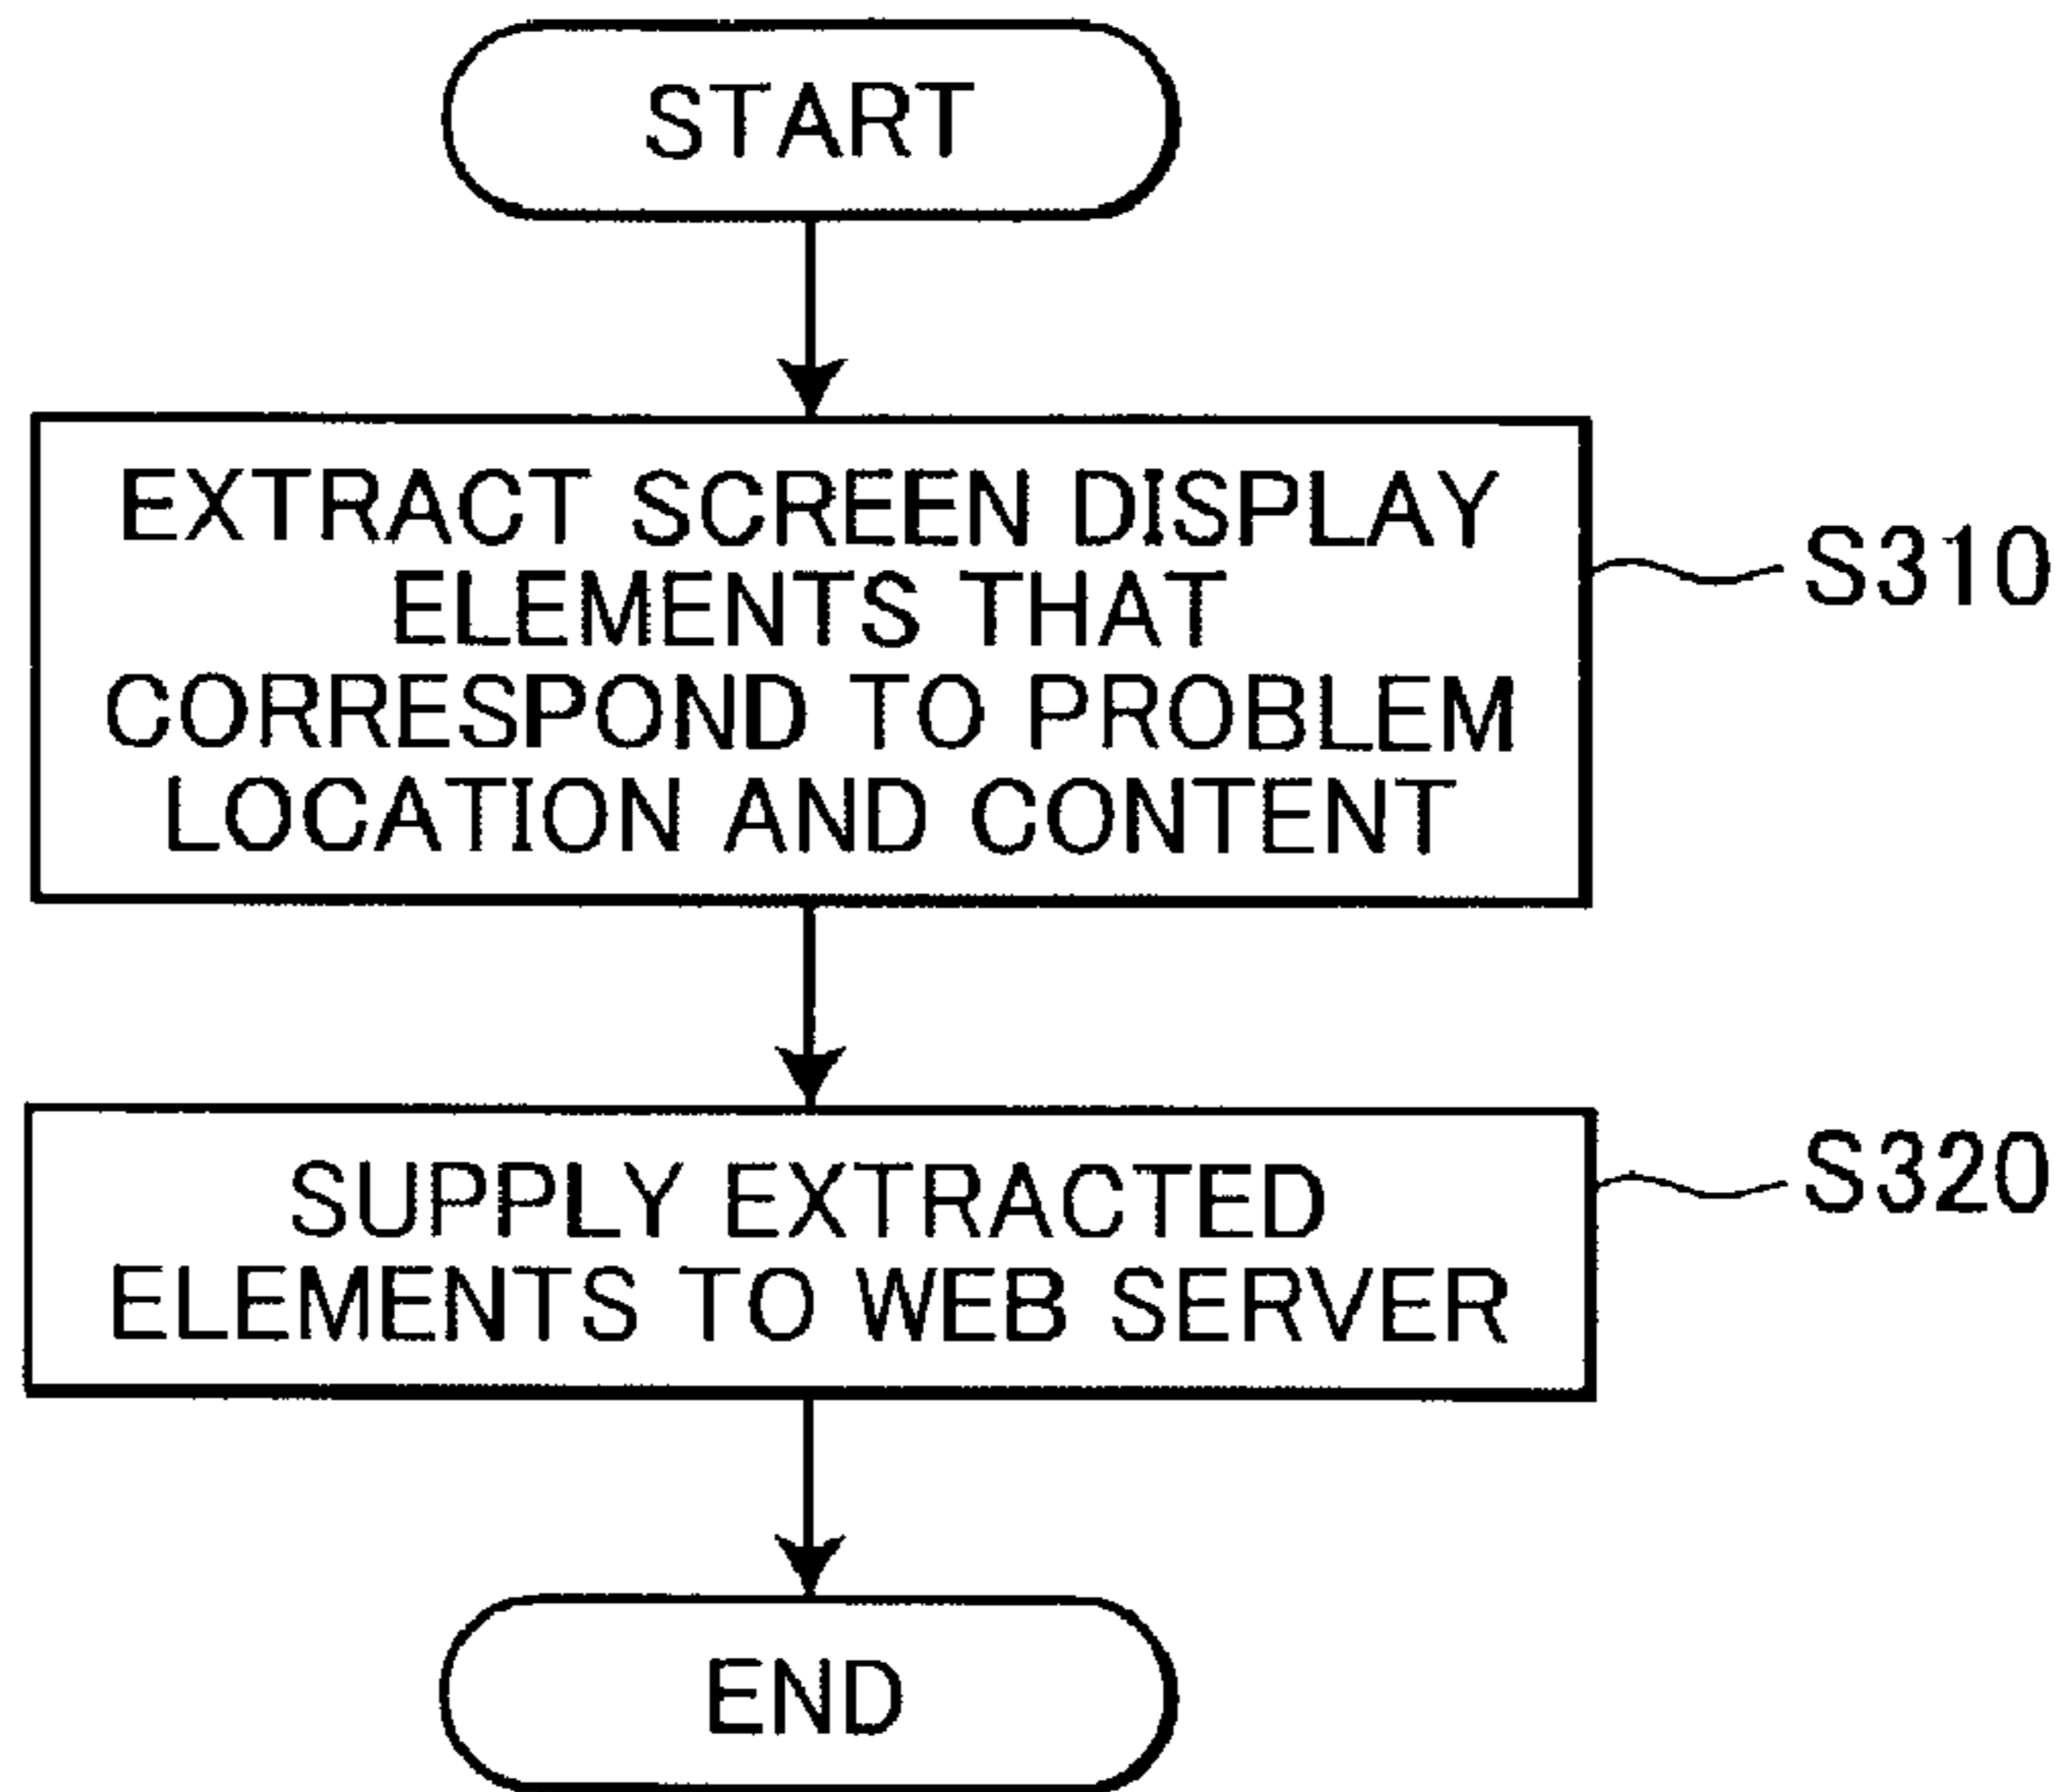 START
EXTRACT SCREEN DISPLAY
ELEMENTS THAT
CORRESPOND TO PROBLEM
LOCATION AND CONTENT
S310
SUPPLY EXTRACTED
ELEMENTS TO WEB SERVER
S320
END